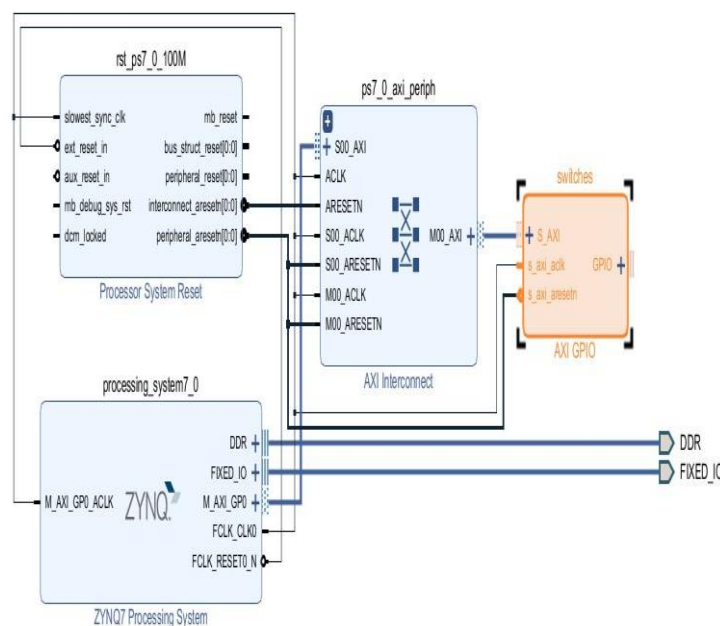 rst_ps7_0_100M
slowest_sync_clk
ext_reset_in
aux_reset_in
mb_debug_sys_rst
dcm_locked
mb_reset
bus_struct_reset[0:0]
peripheral_reset[0:0]
interconnect_aresetn[0:0]
peripheral_aresetn[0:0]
Processor System Reset
ps7_0_axi_periph
S00_AXI
ACLK
ARESETN
S00_ACLK
S00_ARESETN
M00_ACLK
M00_ARESETN
M00_AXI
AXI Interconnect
switches
S_AXI
s_axi_aclk
s_axi_aresetn
GPIO
AXI GPIO
processing_system7_0
M_AXI_GP0_ACLK
ZYNQ
DDR
FIXED_IO
M_AXI_GP0
FCLK_CLK0
FCLK_RESET0_N
ZYNQ7 Processing System
DDR
FIXED_IO